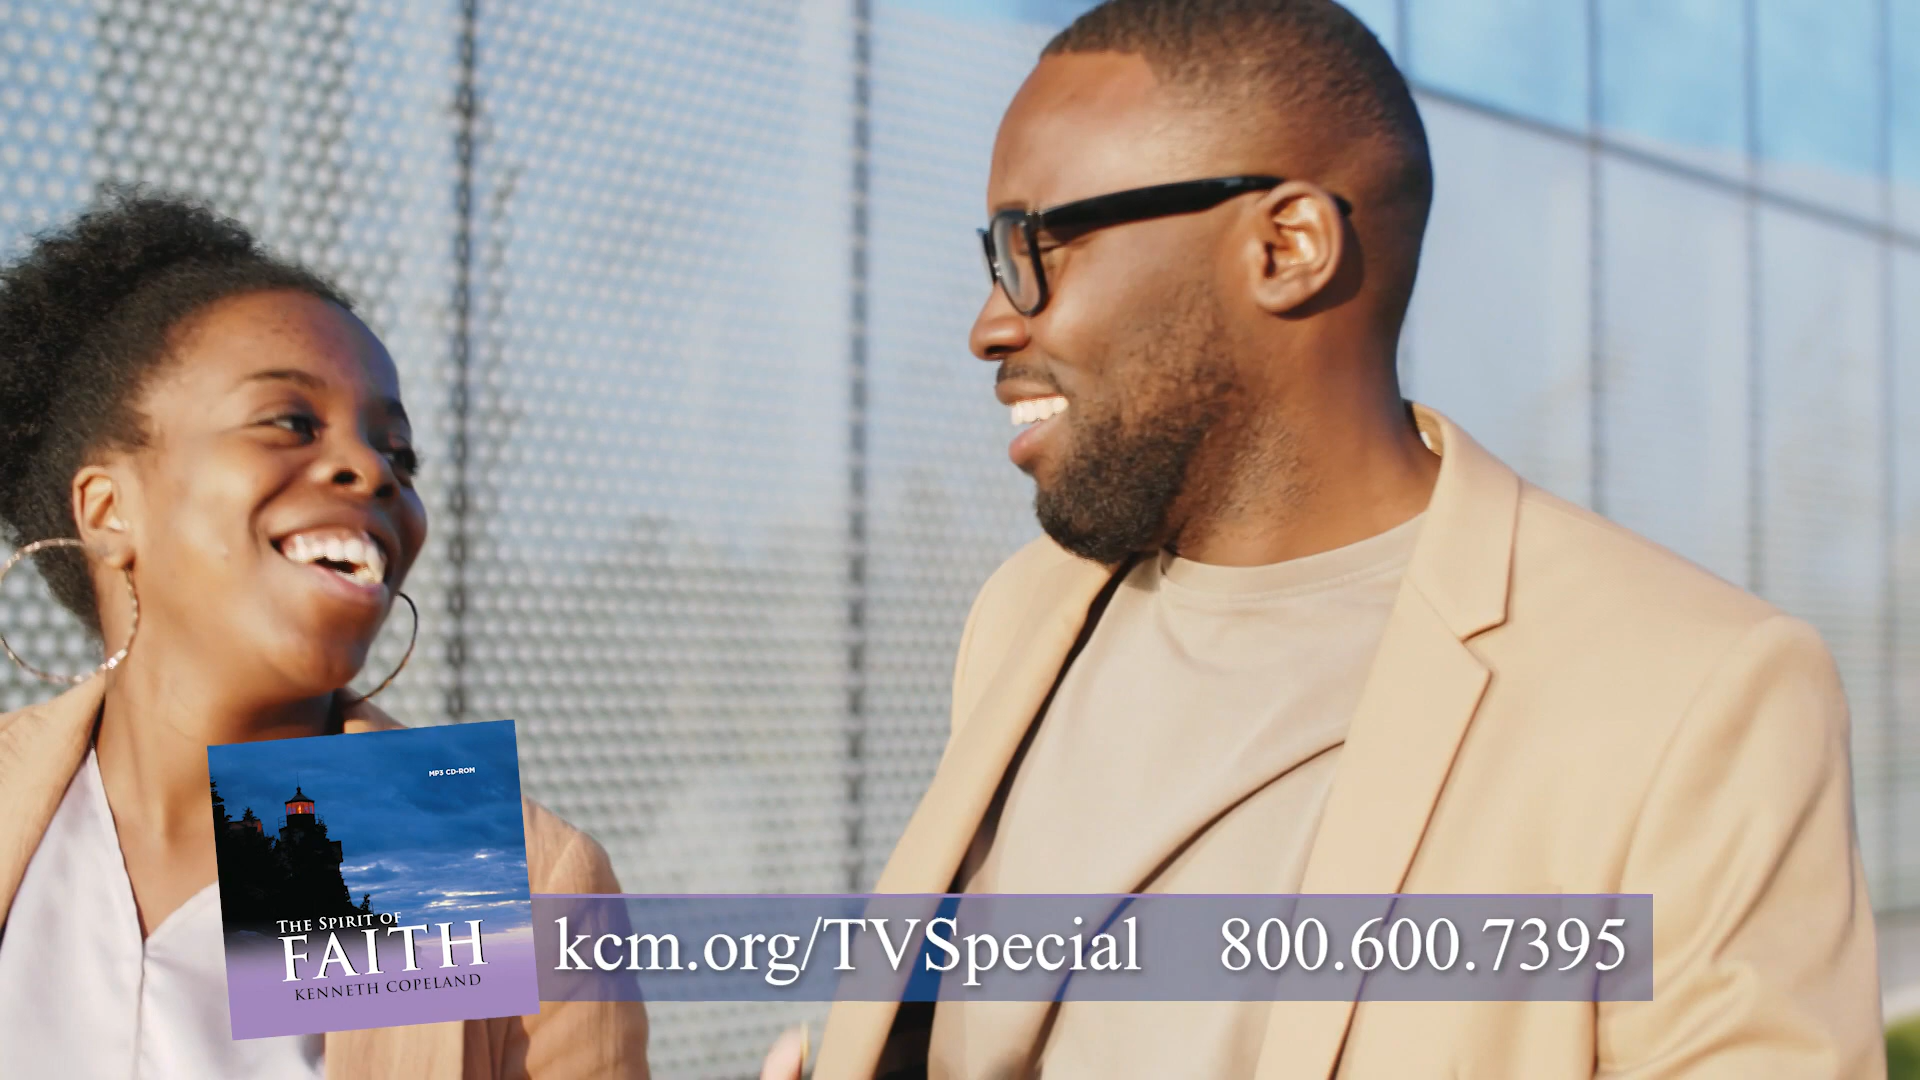 MP3 CD-ROM
THE SPIRIT OF
FAITH
KENNETH COPELAND
kcm.org/TVSpecial 800.600.7395